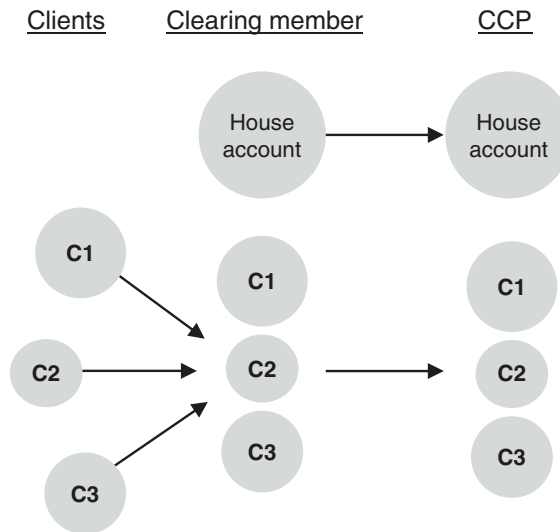 Clients Clearing member CCP
House account House account
C1 C1 C1
C2 C2 C2
C3 C3 C3